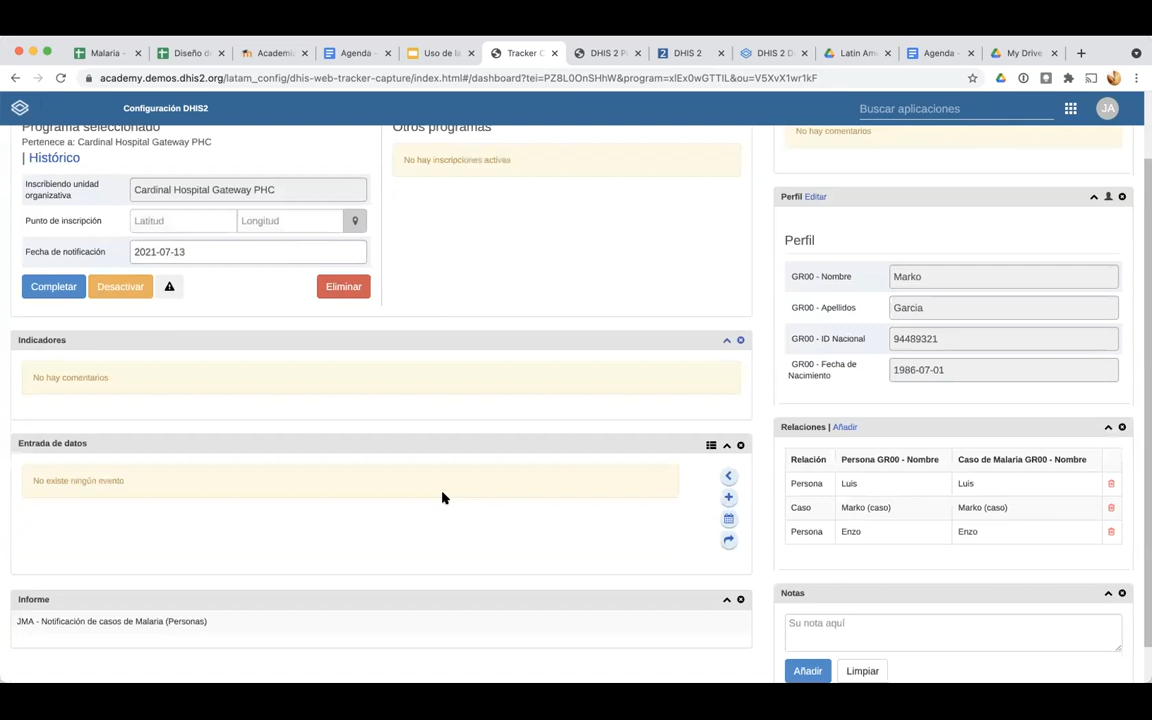 Malaria -
Diseño de
Academi
Agenda -
Uso de la
Tracker C
DHIS 2 P
DHIS 2
DHIS 2 D
Latin Am
Agenda -
My Drive
academy.demos.dhis2.org/latam_config/dhis-web-tracker-capture/index.html#/dashboard?tei=PZ8L0OnSHhW&program=xlEx0wGTTIL&ou=V5XvX1wr1kF
Configuración DHIS2
Buscar aplicaciones
JA
Programa seleccionado
Pertenece a: Cardinal Hospital Gateway PHC
| Histórico
Inscribiendo unidad
organizativa
Cardinal Hospital Gateway PHC
Punto de inscripción
Latitud
Longitud
Fecha de notificación
2021-07-13
Completar
Desactivar
Eliminar
Otros programas
No hay inscripciones activas
Indicadores
No hay comentarios
Entrada de datos
No existe ningún evento
Informe
JMA - Notificación de casos de Malaria (Personas)
No hay comentarios
Perfil Editar
Perfil
GR00 - Nombre
Marko
GR00 - Apellidos
Garcia
GR00 - ID Nacional
94489321
GR00 - Fecha de
Nacimiento
1986-07-01
Relaciones | Añadir
Relación Persona GR00 - Nombre Caso de Malaria GR00 - Nombre
Persona Luis Luis
Caso Marko (caso) Marko (caso)
Persona Enzo Enzo
Notas
Su nota aquí
Añadir
Limpiar